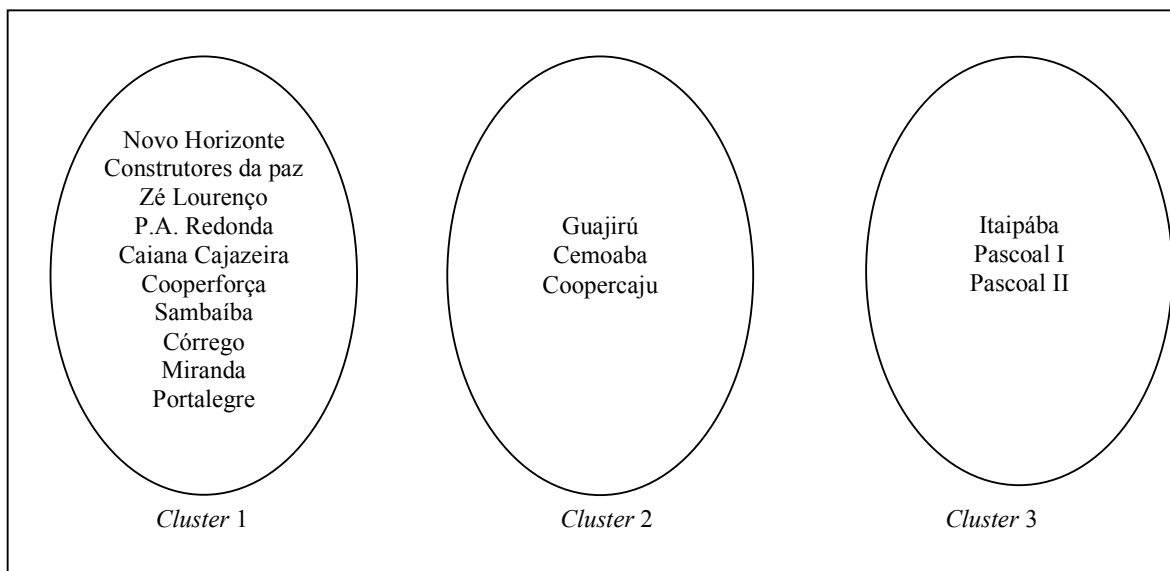 Novo Horizonte
Construtores da paz
Zé Lourenço
P.A. Redonda
Caiana Cajazeira
Cooperforça
Sambaíba
Córrego
Miranda
Portalegre
Cluster 1
Guajirú
Cemoaba
Coopercaju
Cluster 2
Itaipába
Pascoal I
Pascoal II
Cluster 3